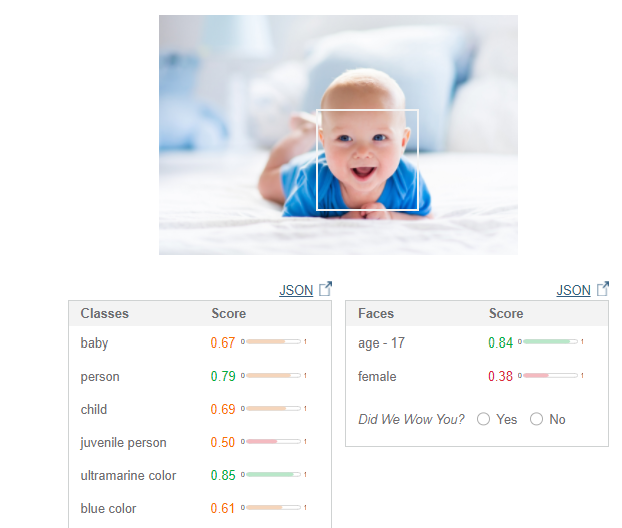 JSON JSON
Classes Score Faces Score
baby 0.67 0 1 age - 17 0.84 0 1
person 0.79 0 1 female 0.38 0 1
child 0.69 0 1 Did We Wow You? Yes No
juvenile person 0.50 0 1
ultramarine color 0.85 0 1
blue color 0.61 0 1